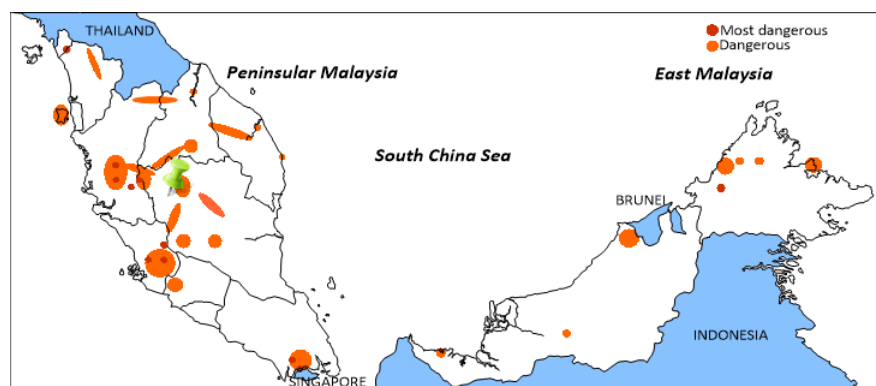 THAILAND
Most dangerous
Dangerous
Peninsular Malaysia
East Malaysia
South China Sea
BRUNEI
INDONESIA
SINGAPORE